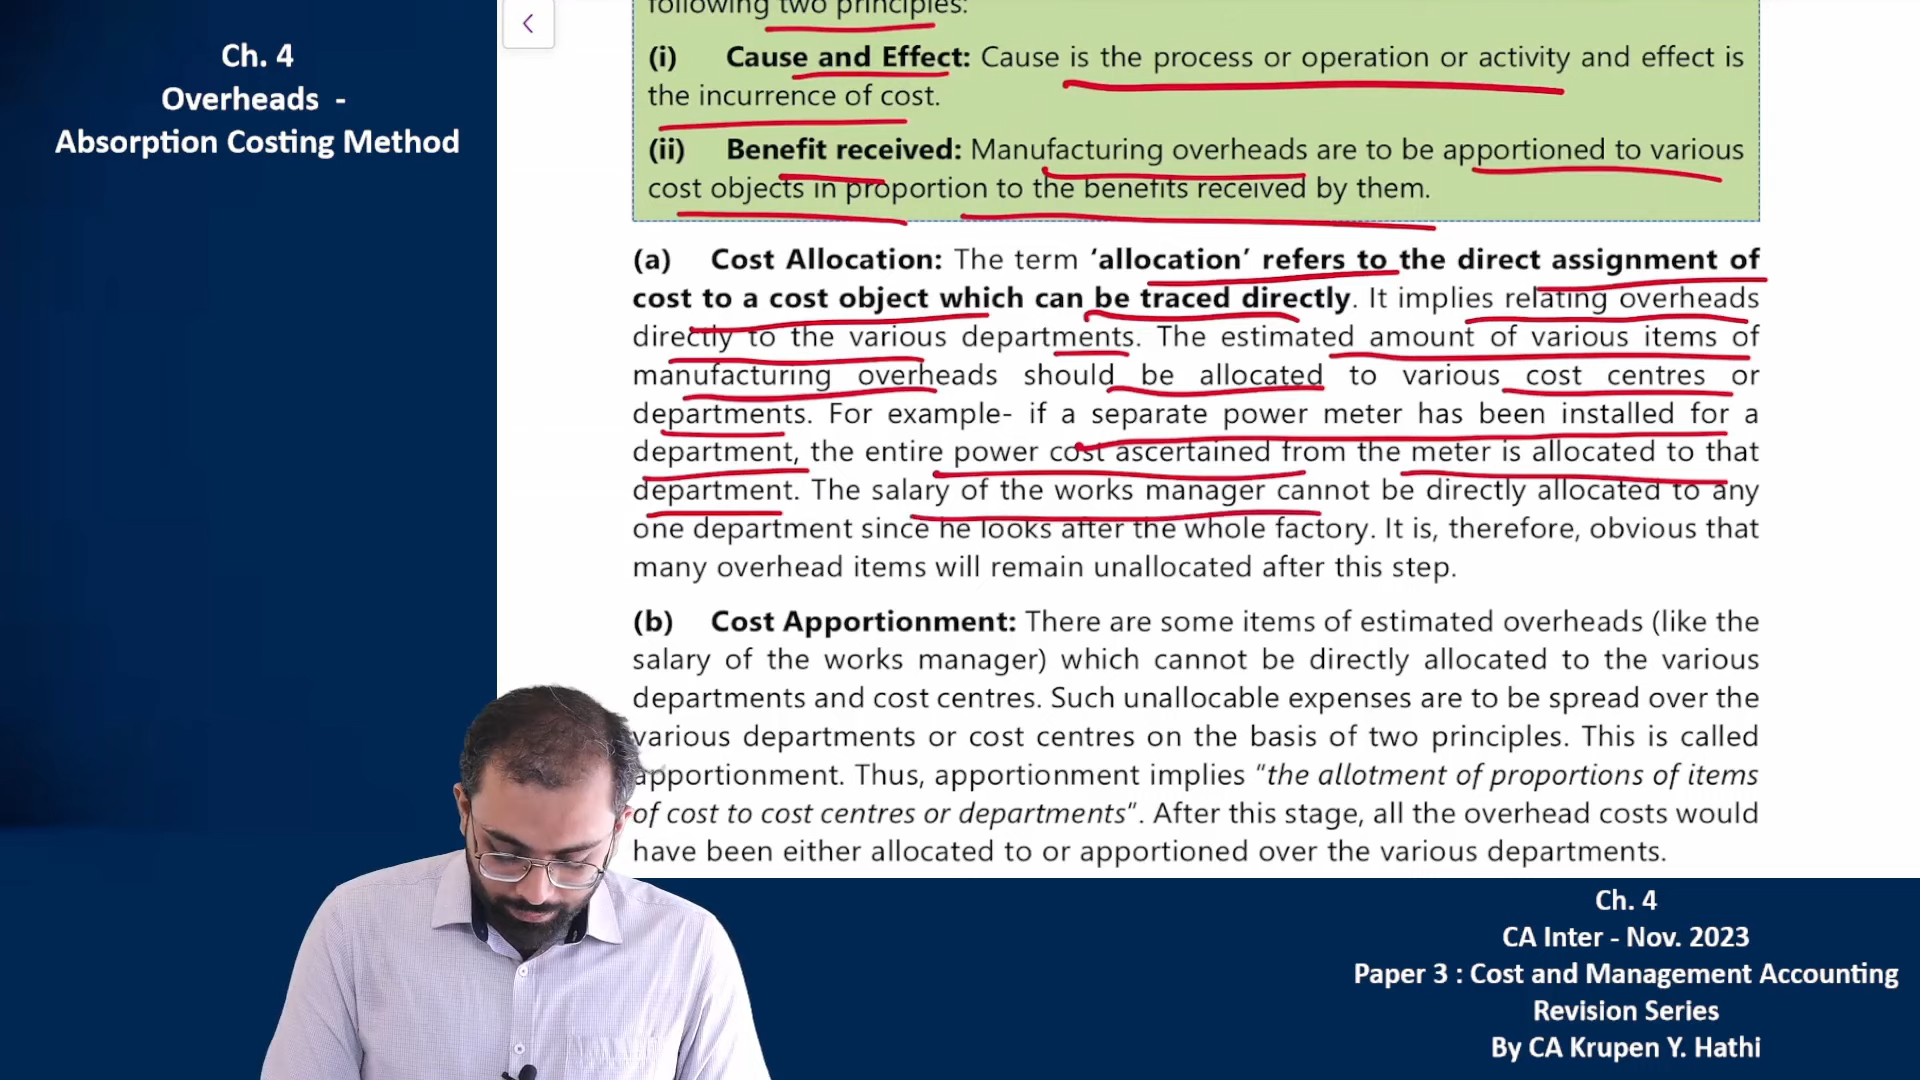 Ch. 4
Overheads -
Absorption Costing Method
following two principles:
(i) Cause and Effect: Cause is the process or operation or activity and effect is
the incurrence of cost.
(ii) Benefit received: Manufacturing overheads are to be apportioned to various
cost objects in proportion to the benefits received by them.
(a) Cost Allocation: The term ‘allocation’ refers to the direct assignment of
cost to a cost object which can be traced directly. It implies relating overheads
directly to the various departments. The estimated amount of various items of
manufacturing overheads should be allocated to various cost centres or
departments. For example- if a separate power meter has been installed for a
department, the entire power cost ascertained from the meter is allocated to that
department. The salary of the works manager cannot be directly allocated to any
one department since he looks after the whole factory. It is, therefore, obvious that
many overhead items will remain unallocated after this step.
(b) Cost Apportionment: There are some items of estimated overheads (like the
salary of the works manager) which cannot be directly allocated to the various
departments and cost centres. Such unallocable expenses are to be spread over the
various departments or cost centres on the basis of two principles. This is called
apportionment. Thus, apportionment implies "the allotment of proportions of items
of cost to cost centres or departments". After this stage, all the overhead costs would
have been either allocated to or apportioned over the various departments.
Ch. 4
CA Inter - Nov. 2023
Paper 3 : Cost and Management Accounting
Revision Series
By CA Krupen Y. Hathi